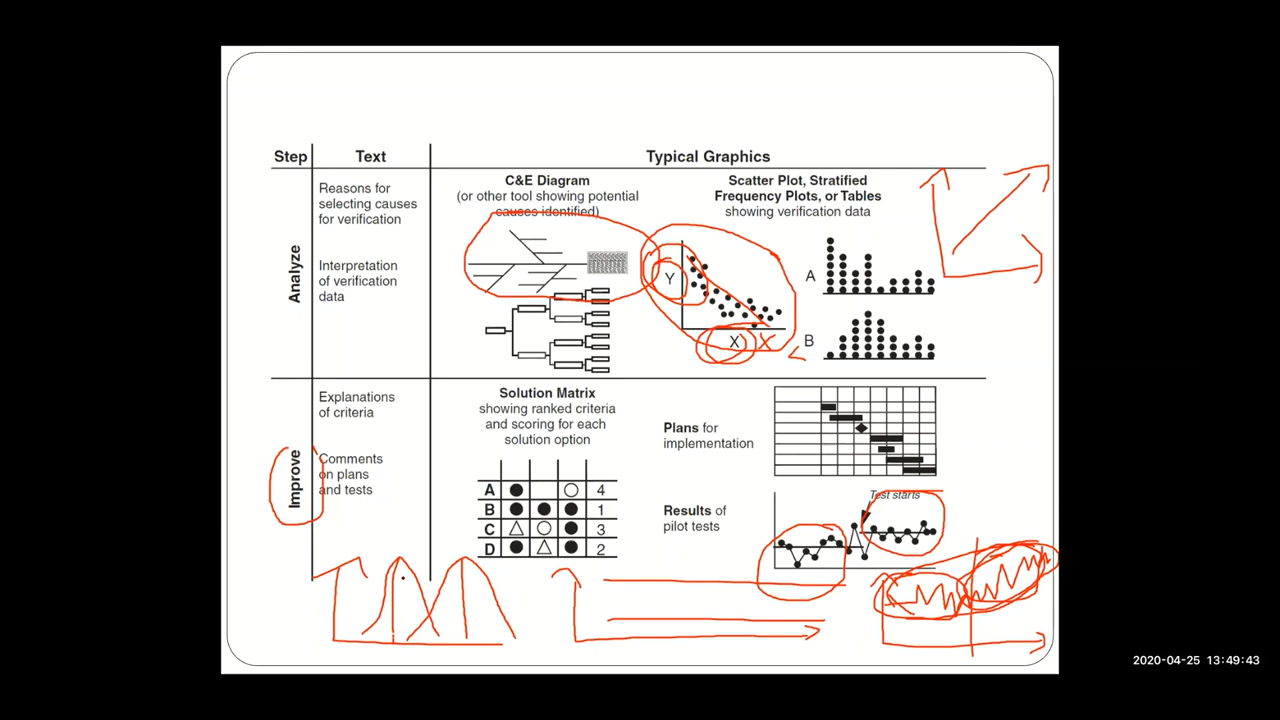 Step Text Typical Graphics
Analyze
Reasons for
selecting causes
for verification
Interpretation
of verification
data
C&E Diagram
(or other tool showing potential
causes identified)
Scatter Plot, Stratified
Frequency Plots, or Tables
showing verification data
Y
X X
A
B
Improve
Explanations
of criteria
Comments
on plans
and tests
Solution Matrix
showing ranked criteria
and scoring for each
solution option
A 4
B 1
C 3
D 2
Plans for
implementation
Results of
pilot tests
Test starts
2020-04-25 13:49:43